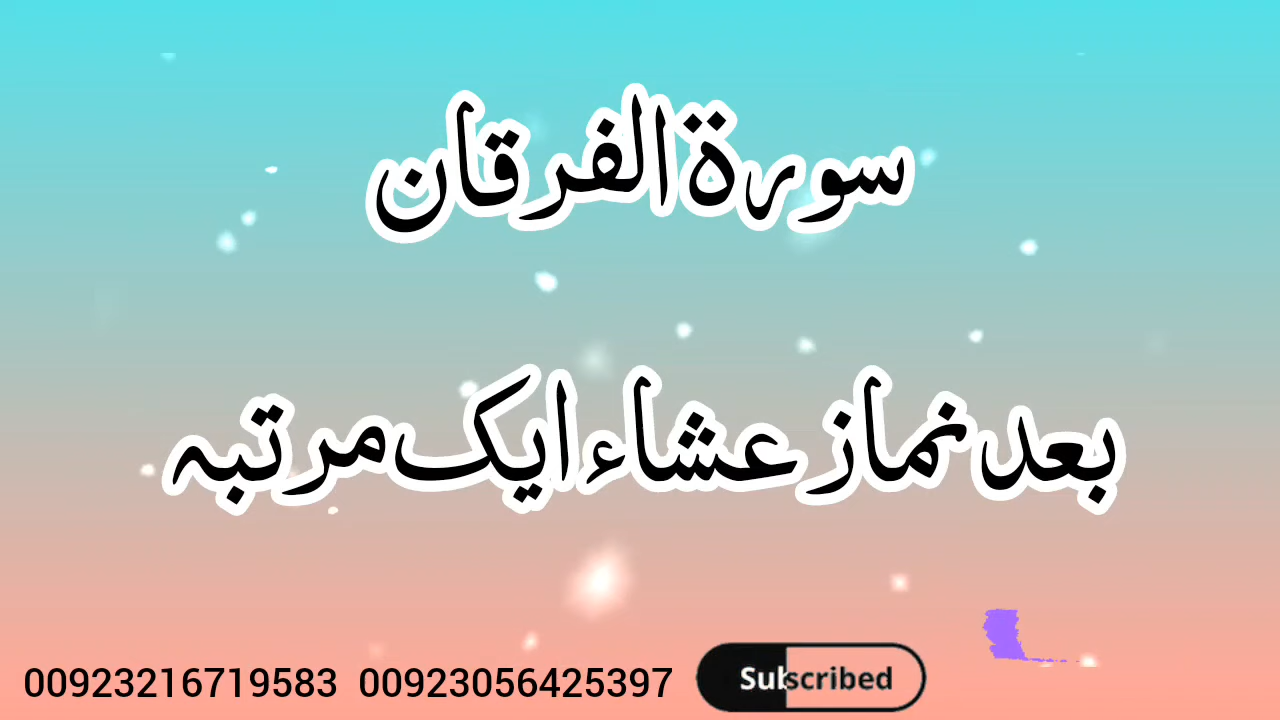 سورۃ الفرقان
بعد نماز عشاء ایک مرتبہ
00923216719583 00923056425397 Subscribed